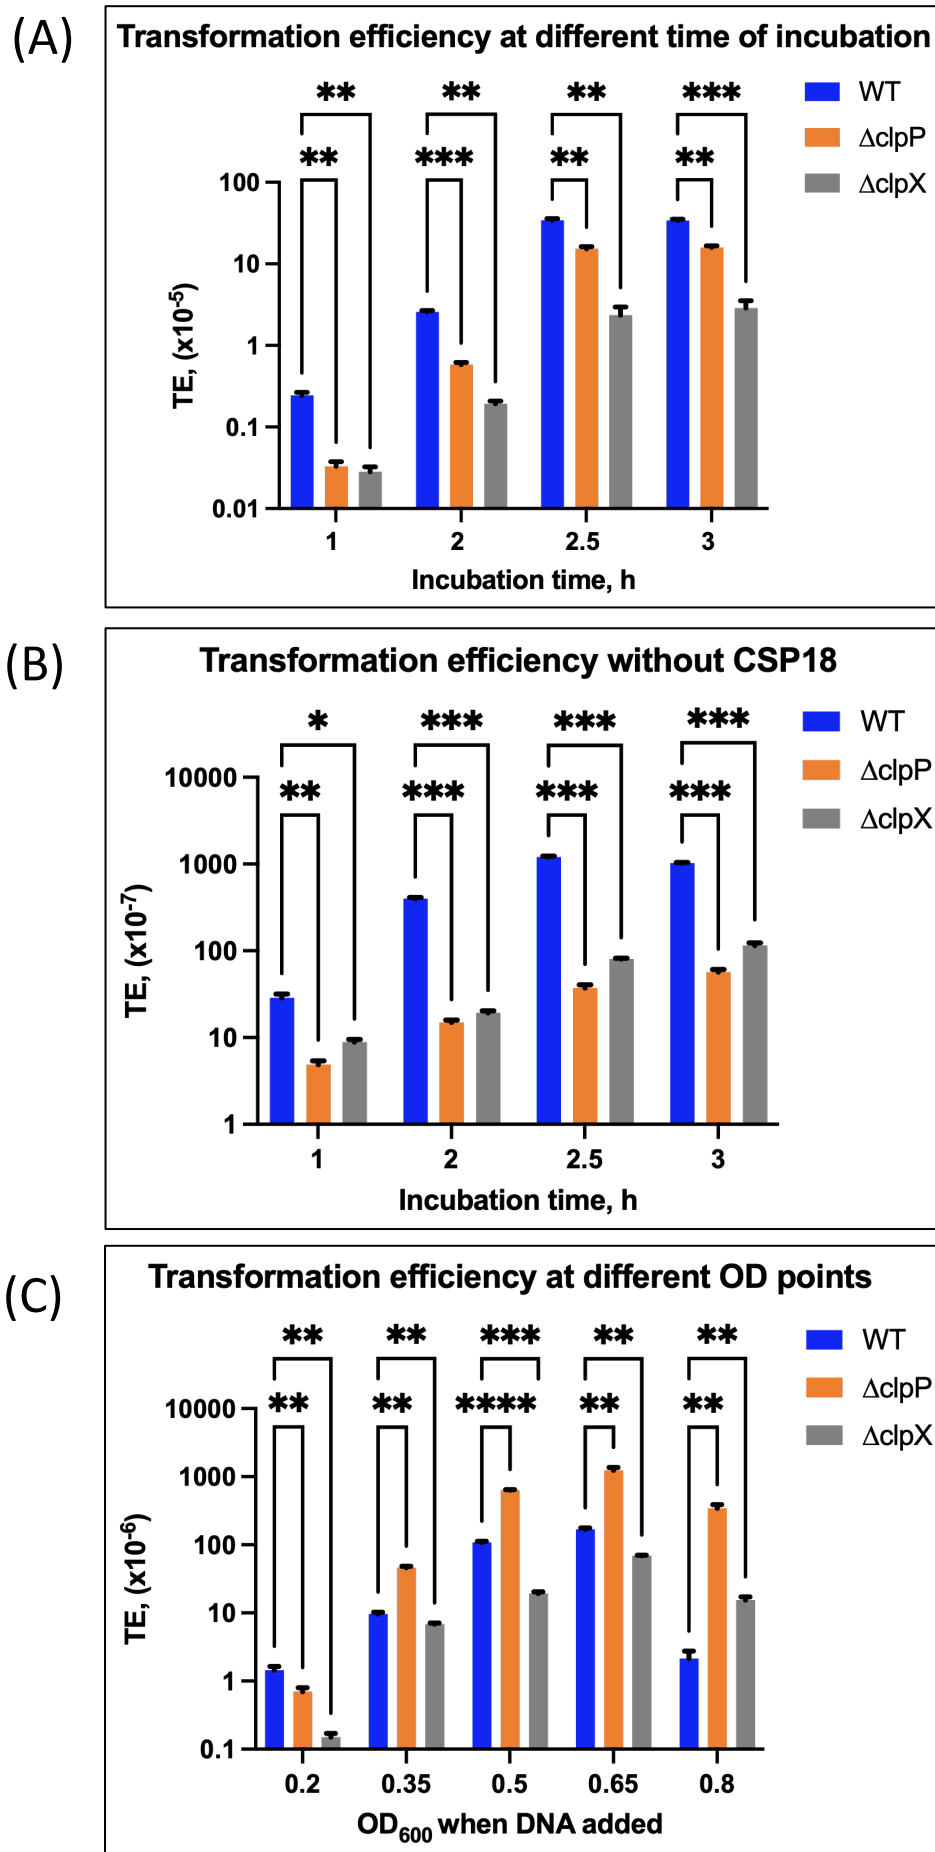 (A)
Transformation efficiency at different time of incubation
** ** ** ***
** *** ** **
WT
ΔclpP
ΔclpX
TE, (x10⁻⁵)
100
10
1
0.1
0.01
1 2 2.5 3
Incubation time, h
(B)
Transformation efficiency without CSP18
* *** *** ***
** *** *** ***
WT
ΔclpP
ΔclpX
TE, (x10⁻⁷)
10000
1000
100
10
1
1 2 2.5 3
Incubation time, h
(C)
Transformation efficiency at different OD points
** ** *** ** **
** ** **** ** **
WT
ΔclpP
ΔclpX
TE, (x10⁻⁶)
10000
1000
100
10
1
0.1
0.2 0.35 0.5 0.65 0.8
OD₆₀₀ when DNA added